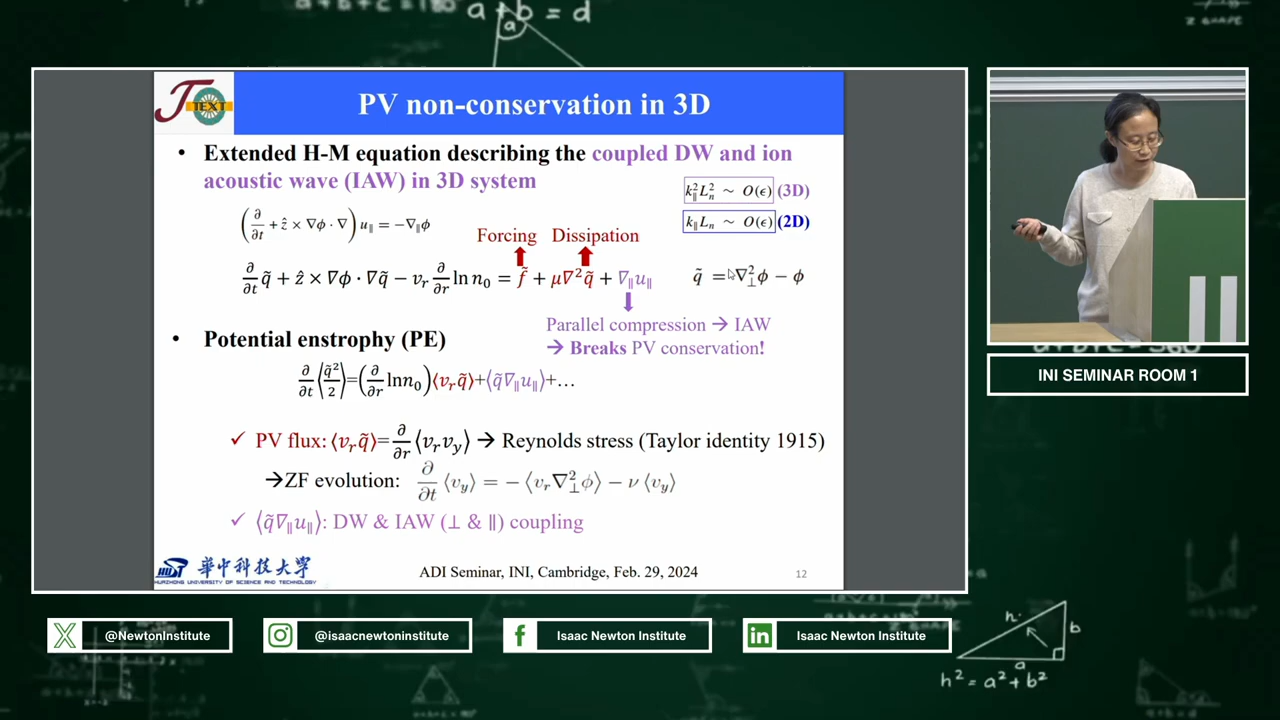 a + b = d
a
J TEXT
PV non-conservation in 3D
• Extended H-M equation describing the coupled DW and ion
acoustic wave (IAW) in 3D system
k∥²Lₙ² ~ O(ϵ) (3D)
k∥Lₙ ~ O(ϵ) (2D)
(∂/∂t + ẑ × ∇ϕ · ∇) u∥ = −∇∥ϕ
Forcing Dissipation
∂/∂t q̃ + ẑ × ∇ϕ · ∇q̃ − vᵣ ∂/∂r ln n₀ = f̃ + μ∇²q̃ + ∇∥u∥
q̃ = ∇⊥²ϕ − ϕ
Parallel compression → IAW
→ Breaks PV conservation!
• Potential enstrophy (PE)
∂/∂t ⟨q̃²/2⟩=(∂/∂r lnn₀)⟨vᵣq̃⟩+⟨q̃∇∥u∥⟩+…
✓ PV flux: ⟨vᵣq̃⟩=∂/∂r ⟨vᵣvᵧ⟩ → Reynolds stress (Taylor identity 1915)
→ZF evolution: ∂/∂t ⟨vᵧ⟩ = − ⟨vᵣ∇⊥²ϕ⟩ − ν ⟨vᵧ⟩
✓ ⟨q̃∇∥u∥⟩: DW & IAW (⊥ & ∥) coupling
華中科技大學
HUAZHONG UNIVERSITY OF SCIENCE AND TECHNOLOGY
ADI Seminar, INI, Cambridge, Feb. 29, 2024
12
INI SEMINAR ROOM 1
@NewtonInstitute
@isaacnewtoninstitute
Isaac Newton Institute
Isaac Newton Institute
h
b
a
h² = a² + b²